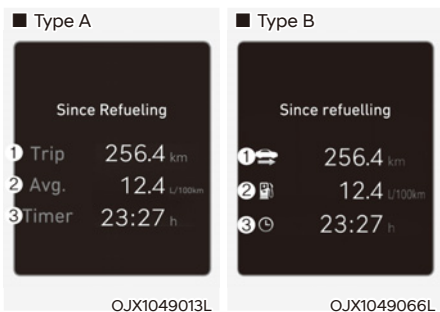 ■ Type A
Since Refueling
① Trip 256.4 km
② Avg. 12.4 L/100km
③ Timer 23:27 h
OJX1049013L
■ Type B
Since refuelling
① 256.4 km
② 12.4 L/100km
③ 23:27 h
OJX1049066L